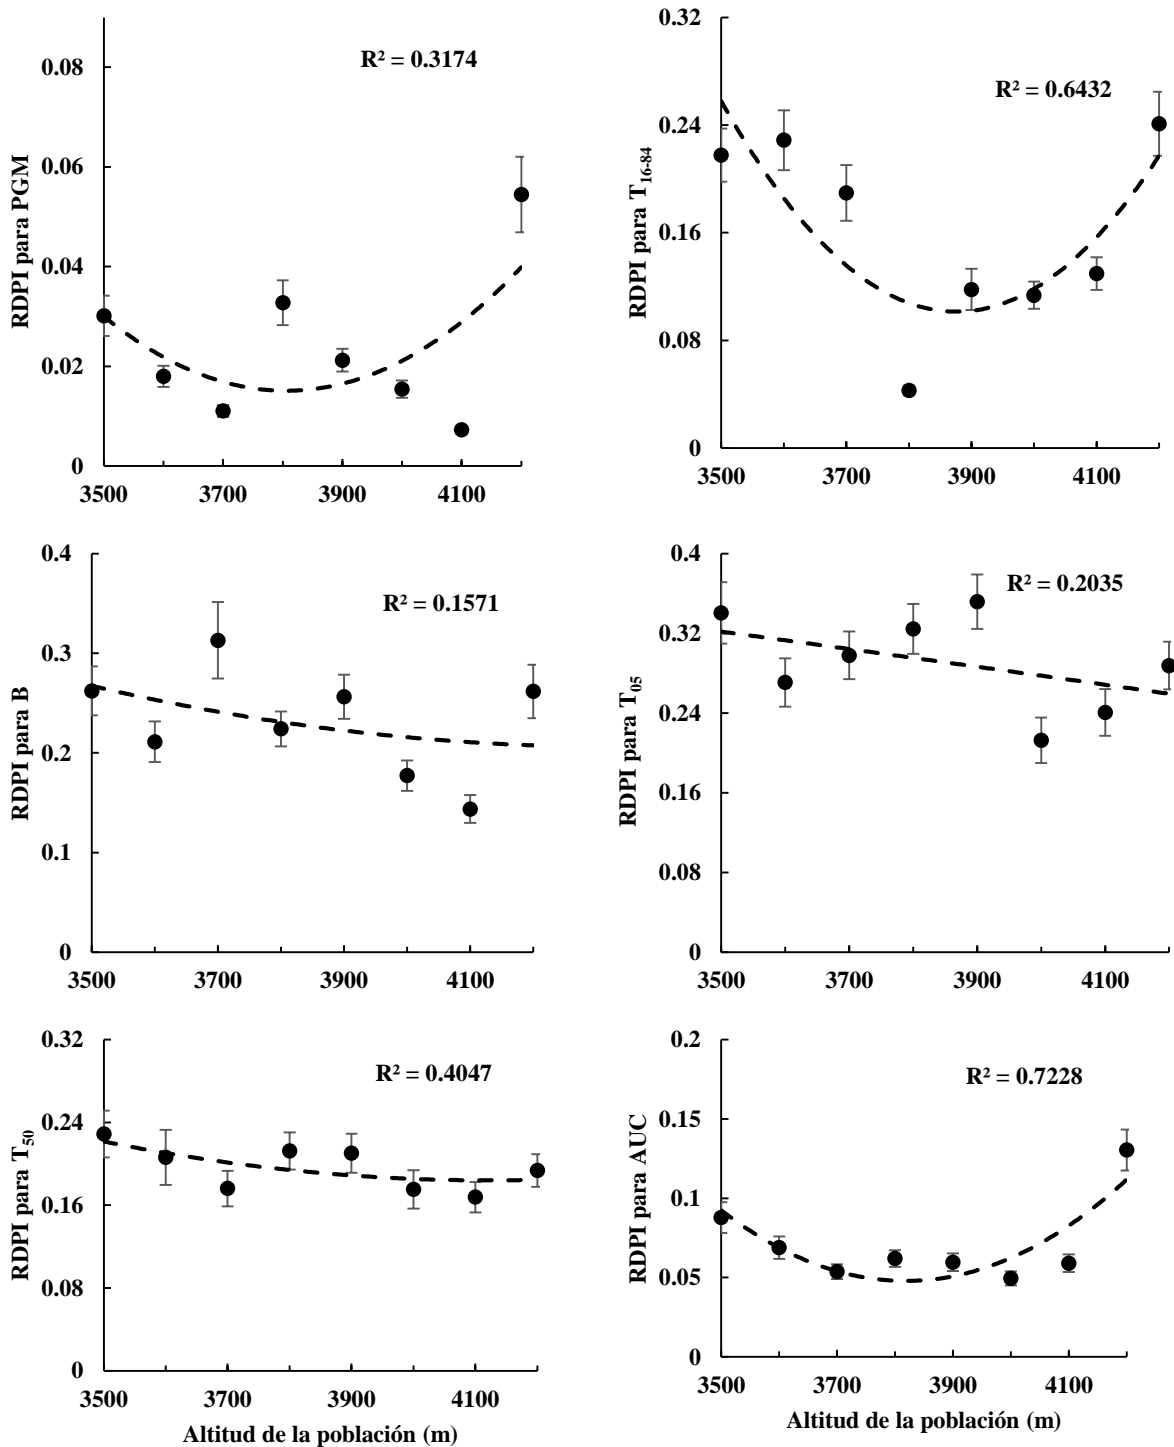 R² = 0.3174
RDPI para PGM
0.08
0.06
0.04
0.02
0
3500 3700 3900 4100
R² = 0.6432
RDPI para T16-84
0.32
0.24
0.16
0.08
0
3500 3700 3900 4100
R² = 0.1571
RDPI para B
0.4
0.3
0.2
0.1
0
3500 3700 3900 4100
R² = 0.2035
RDPI para T05
0.4
0.32
0.24
0.16
0.08
0
3500 3700 3900 4100
R² = 0.4047
RDPI para T50
0.32
0.24
0.16
0.08
0
3500 3700 3900 4100
Altitud de la población (m)
R² = 0.7228
RDPI para AUC
0.2
0.15
0.1
0.05
0
3500 3700 3900 4100
Altitud de la población (m)